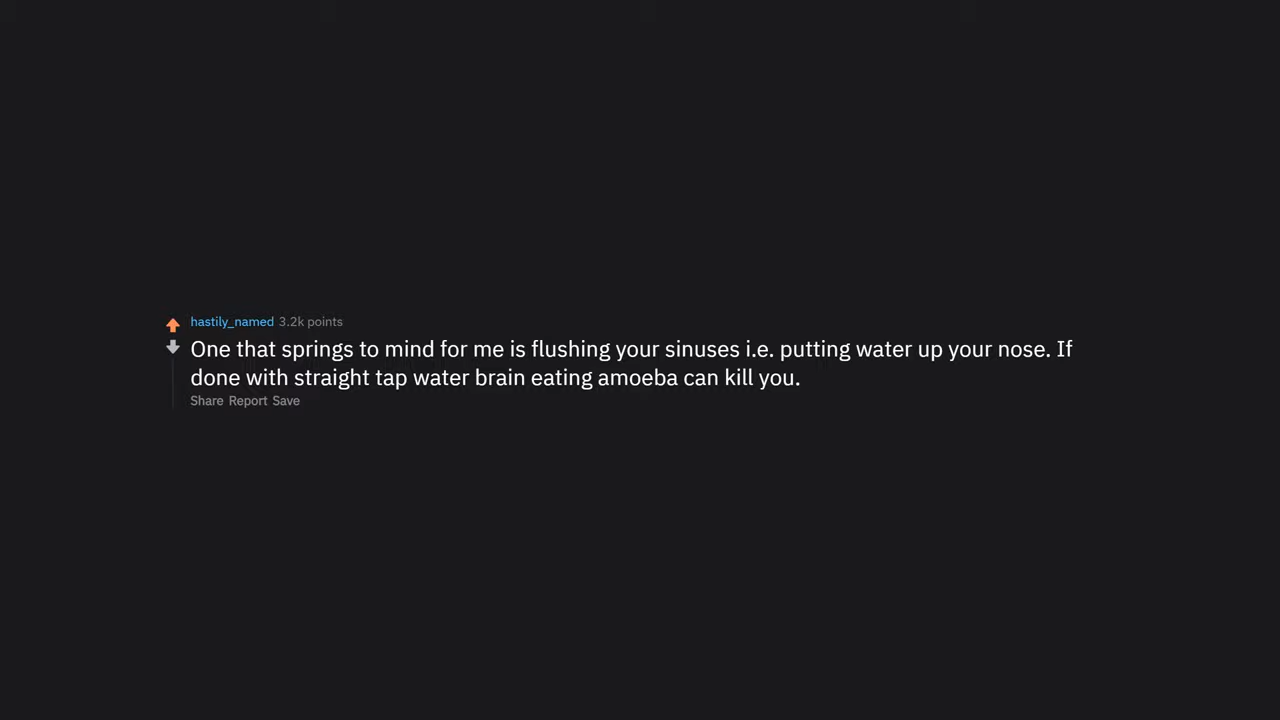 hastily_named 3.2k points
One that springs to mind for me is flushing your sinuses i.e. putting water up your nose. If
done with straight tap water brain eating amoeba can kill you.
Share Report Save